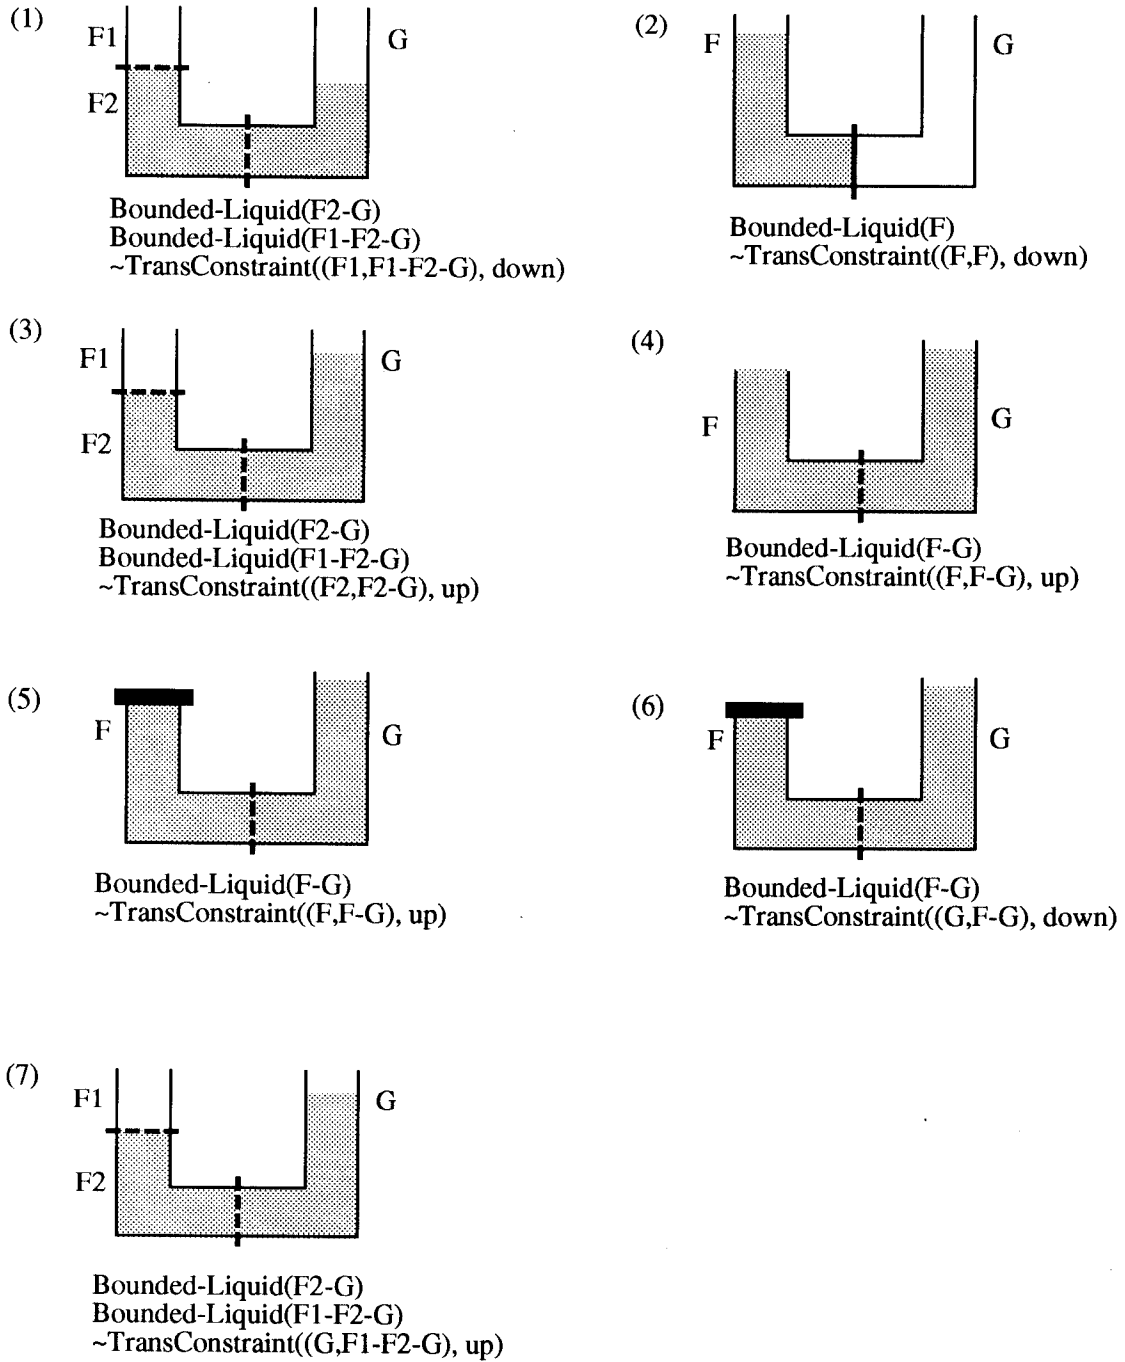 (1)
F1
G
F2
Bounded-Liquid(F2-G)
Bounded-Liquid(F1-F2-G)
~TransConstraint((F1,F1-F2-G), down)
(2)
F
G
Bounded-Liquid(F)
~TransConstraint((F,F), down)
(3)
F1
G
F2
Bounded-Liquid(F2-G)
Bounded-Liquid(F1-F2-G)
~TransConstraint((F2,F2-G), up)
(4)
F
G
Bounded-Liquid(F-G)
~TransConstraint((F,F-G), up)
(5)
F
G
Bounded-Liquid(F-G)
~TransConstraint((F,F-G), up)
(6)
F
G
Bounded-Liquid(F-G)
~TransConstraint((G,F-G), down)
(7)
F1
G
F2
Bounded-Liquid(F2-G)
Bounded-Liquid(F1-F2-G)
~TransConstraint((G,F1-F2-G), up)